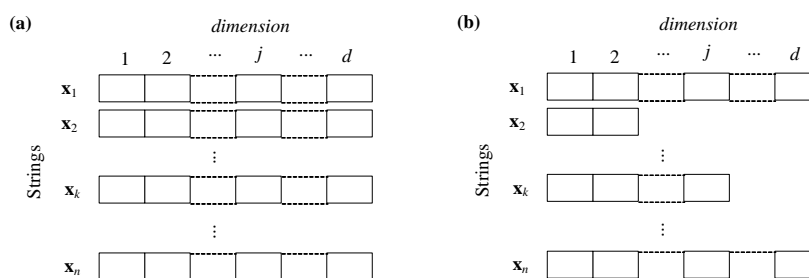 (a)
dimension
1 2 ... j ... d
x1
x2
⋮
xk
⋮
xn
Strings
(b)
dimension
1 2 ... j ... d
x1
x2
⋮
xk
⋮
xn
Strings